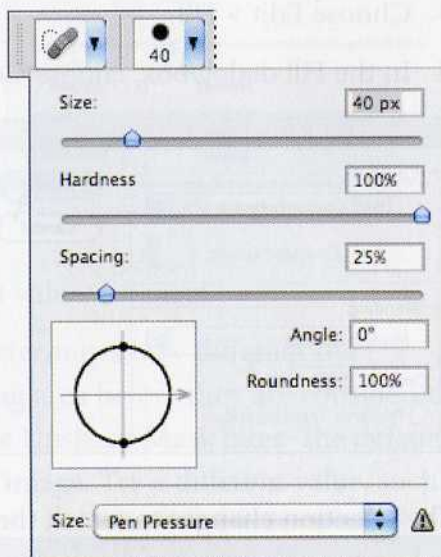 40
Size: 40 px
Hardness 100%
Spacing: 25%
Angle: 0°
Roundness: 100%
Size: Pen Pressure